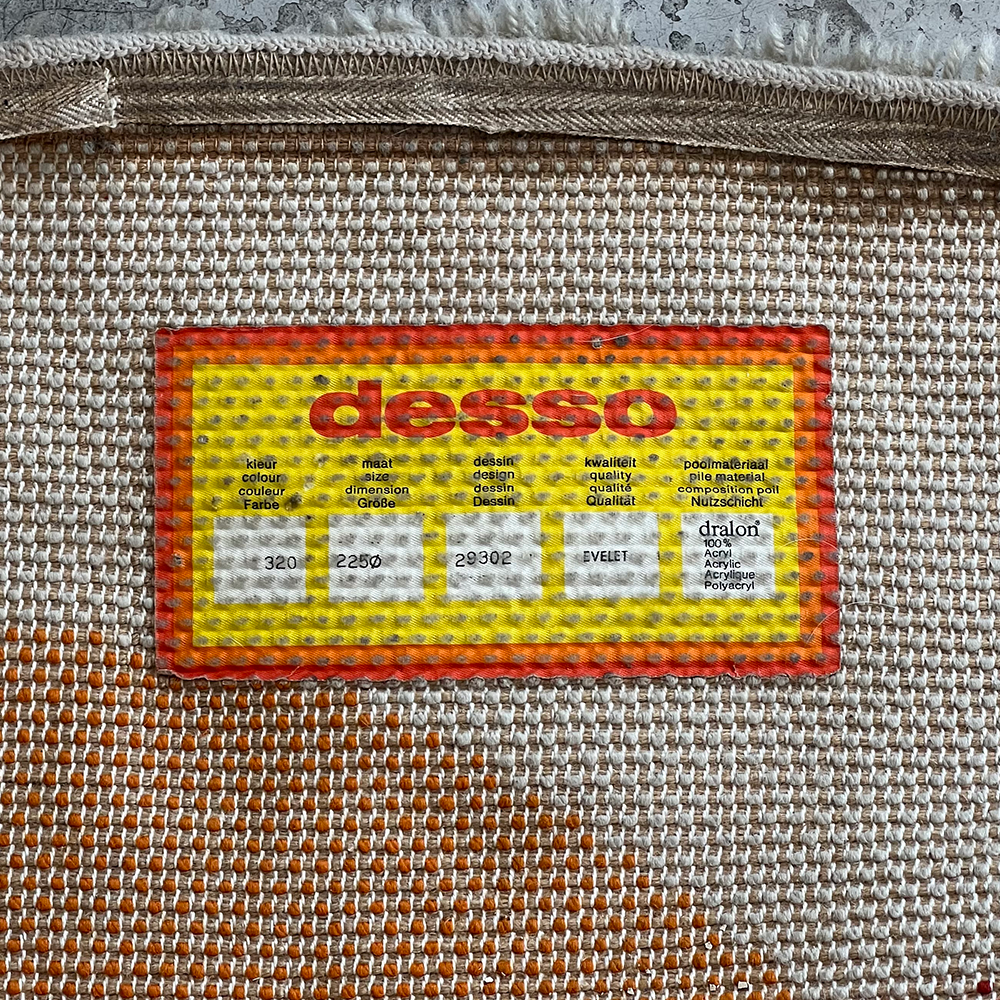 desso
kleur maat dessin kwaliteit poolmateriaal
colour size design quality pile material
couleur dimension dessin qualité composition poil
Farbe Größe Dessin Qualität Nutzschicht
320 2250 29302 EVELET dralon®
100%
Acryl
Acrylic
Acrylique
Polyacryl